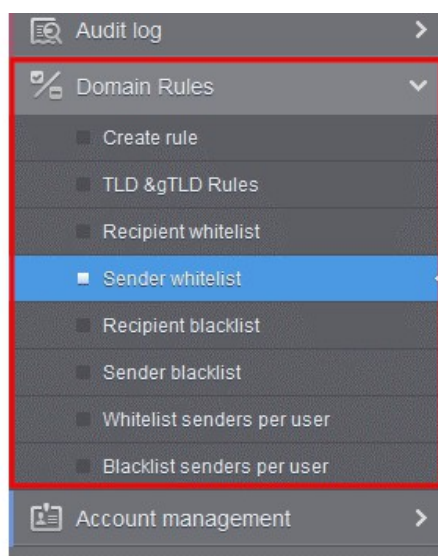 Audit log
Domain Rules
Create rule
TLD &gTLD Rules
Recipient whitelist
Sender whitelist
Recipient blacklist
Sender blacklist
Whitelist senders per user
Blacklist senders per user
Account management